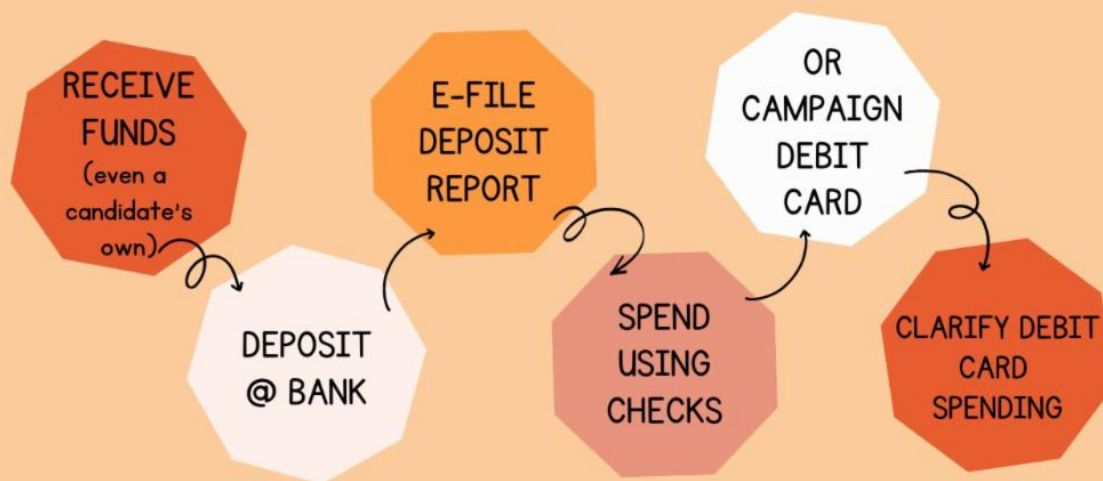 RECEIVE
FUNDS
(even a
candidate's
own)
DEPOSIT
@ BANK
E-FILE
DEPOSIT
REPORT
SPEND
USING
CHECKS
OR
CAMPAIGN
DEBIT
CARD
CLARIFY DEBIT
CARD
SPENDING